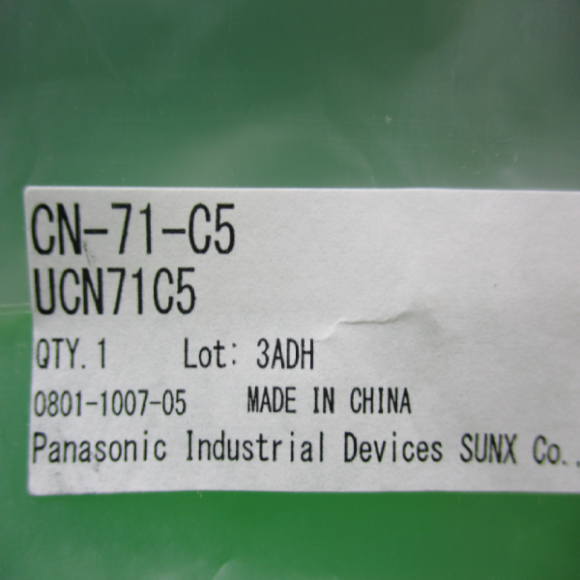 CN-71-C5
UCN71C5
QTY.1 Lot: 3ADH
0801-1007-05 MADE IN CHINA
Panasonic Industrial Devices SUNX Co.,